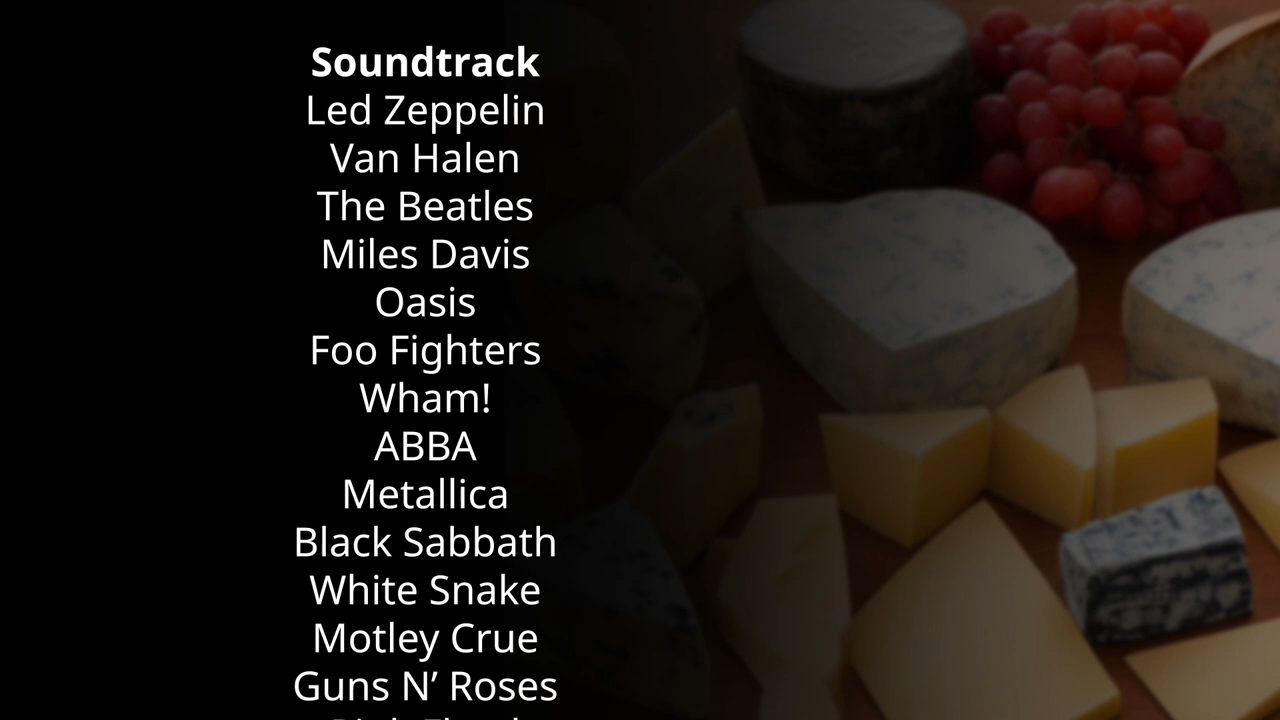 Soundtrack
Led Zeppelin
Van Halen
The Beatles
Miles Davis
Oasis
Foo Fighters
Wham!
ABBA
Metallica
Black Sabbath
White Snake
Motley Crue
Guns N’ Roses